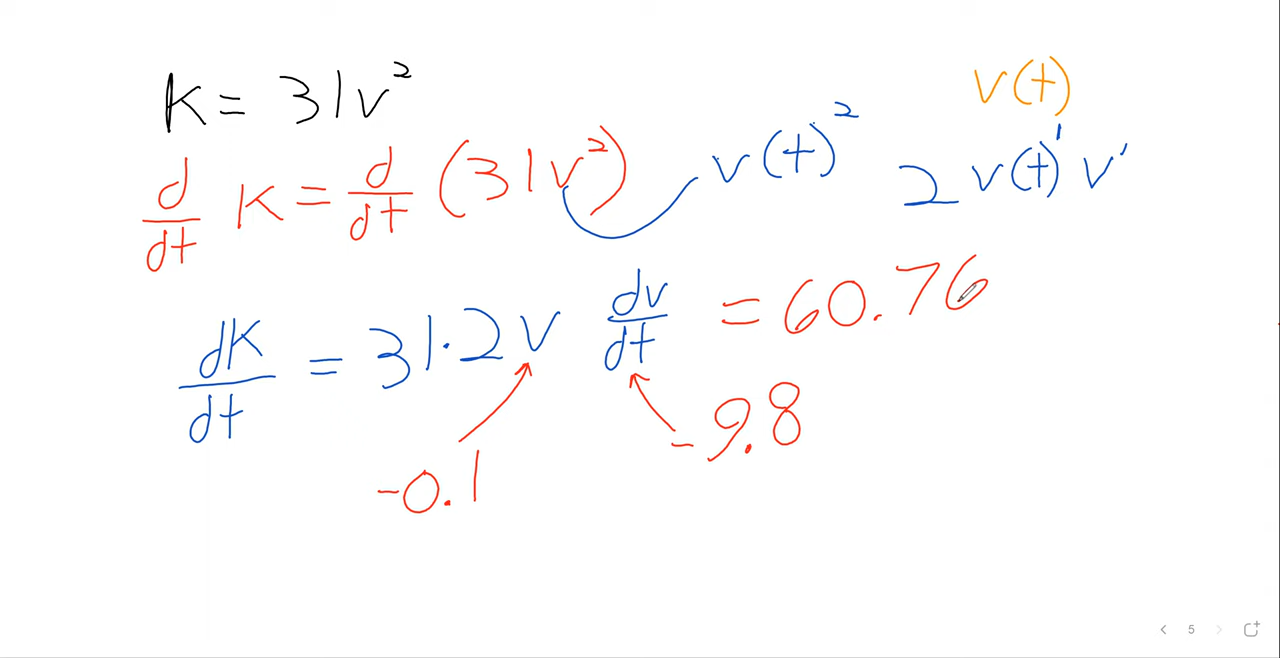 K = 31v²
v(t)
d/dt K = d/dt (31v²)
v(t)²
2 v(t)¹ v'
dK/dt = 31·2v dv/dt = 60.76
-9.8
-0.1
5